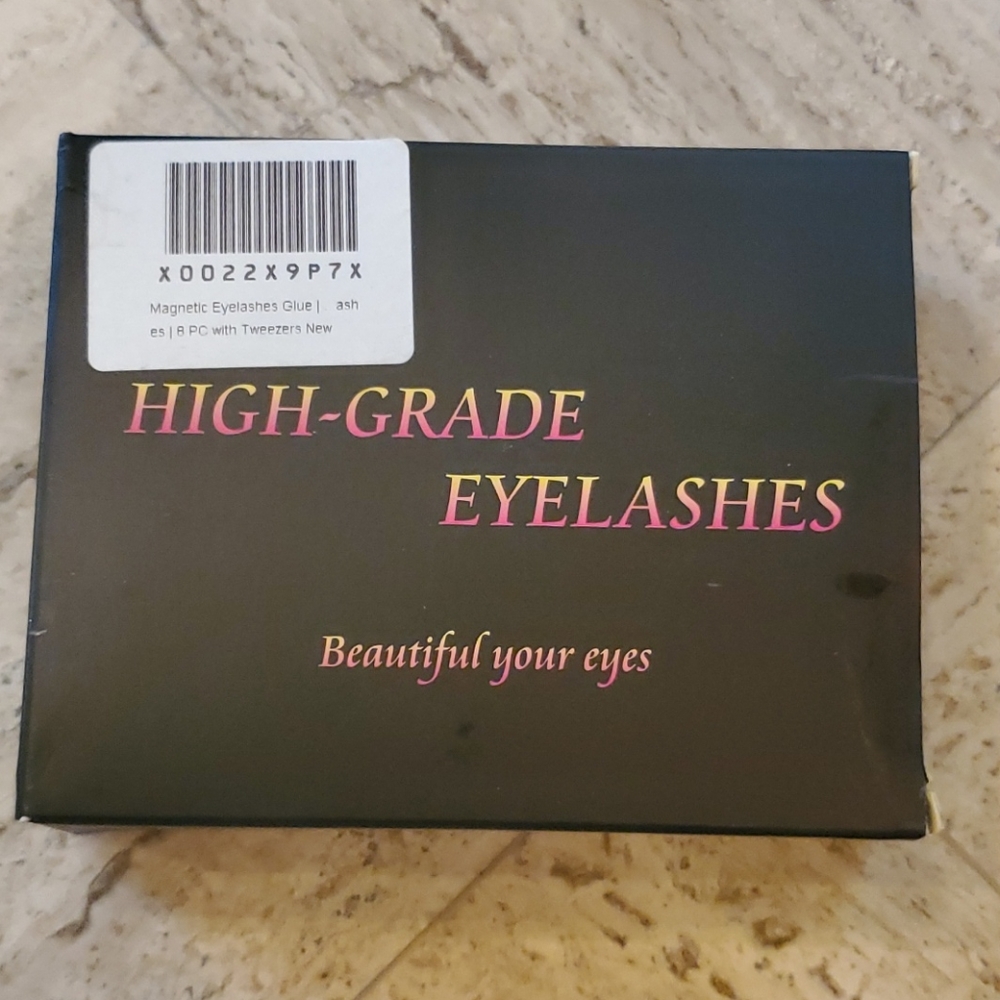 X0022X9P7X
Magnetic Eyelashes Glue | ash
es | 8 PC with Tweezers New
HIGH-GRADE
EYELASHES
Beautiful your eyes